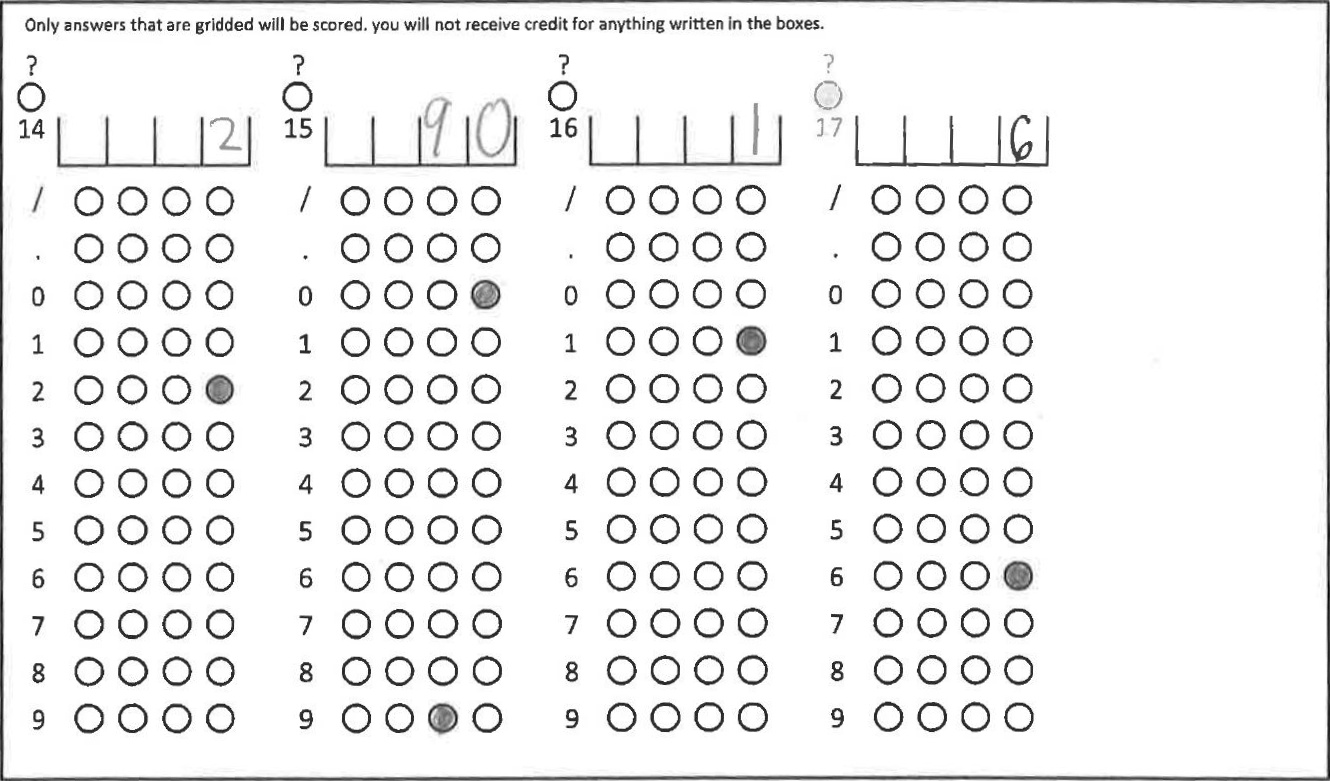 Only answers that are gridded will be scored. you will not receive credit for anything written in the boxes.
? ? ? ?
14 2 15 90 16 1 17 6
/ / / /
. . . .
0 0 0 0
1 1 1 1
2 2 2 2
3 3 3 3
4 4 4 4
5 5 5 5
6 6 6 6
7 7 7 7
8 8 8 8
9 9 9 9